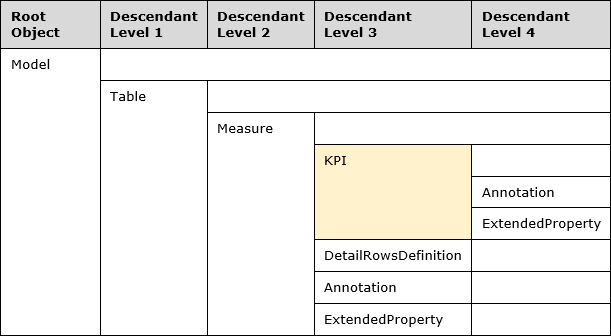 Root Object
Descendant Level 1
Descendant Level 2
Descendant Level 3
Descendant Level 4
Model
Table
Measure
KPI
Annotation
ExtendedProperty
DetailRowsDefinition
Annotation
ExtendedProperty